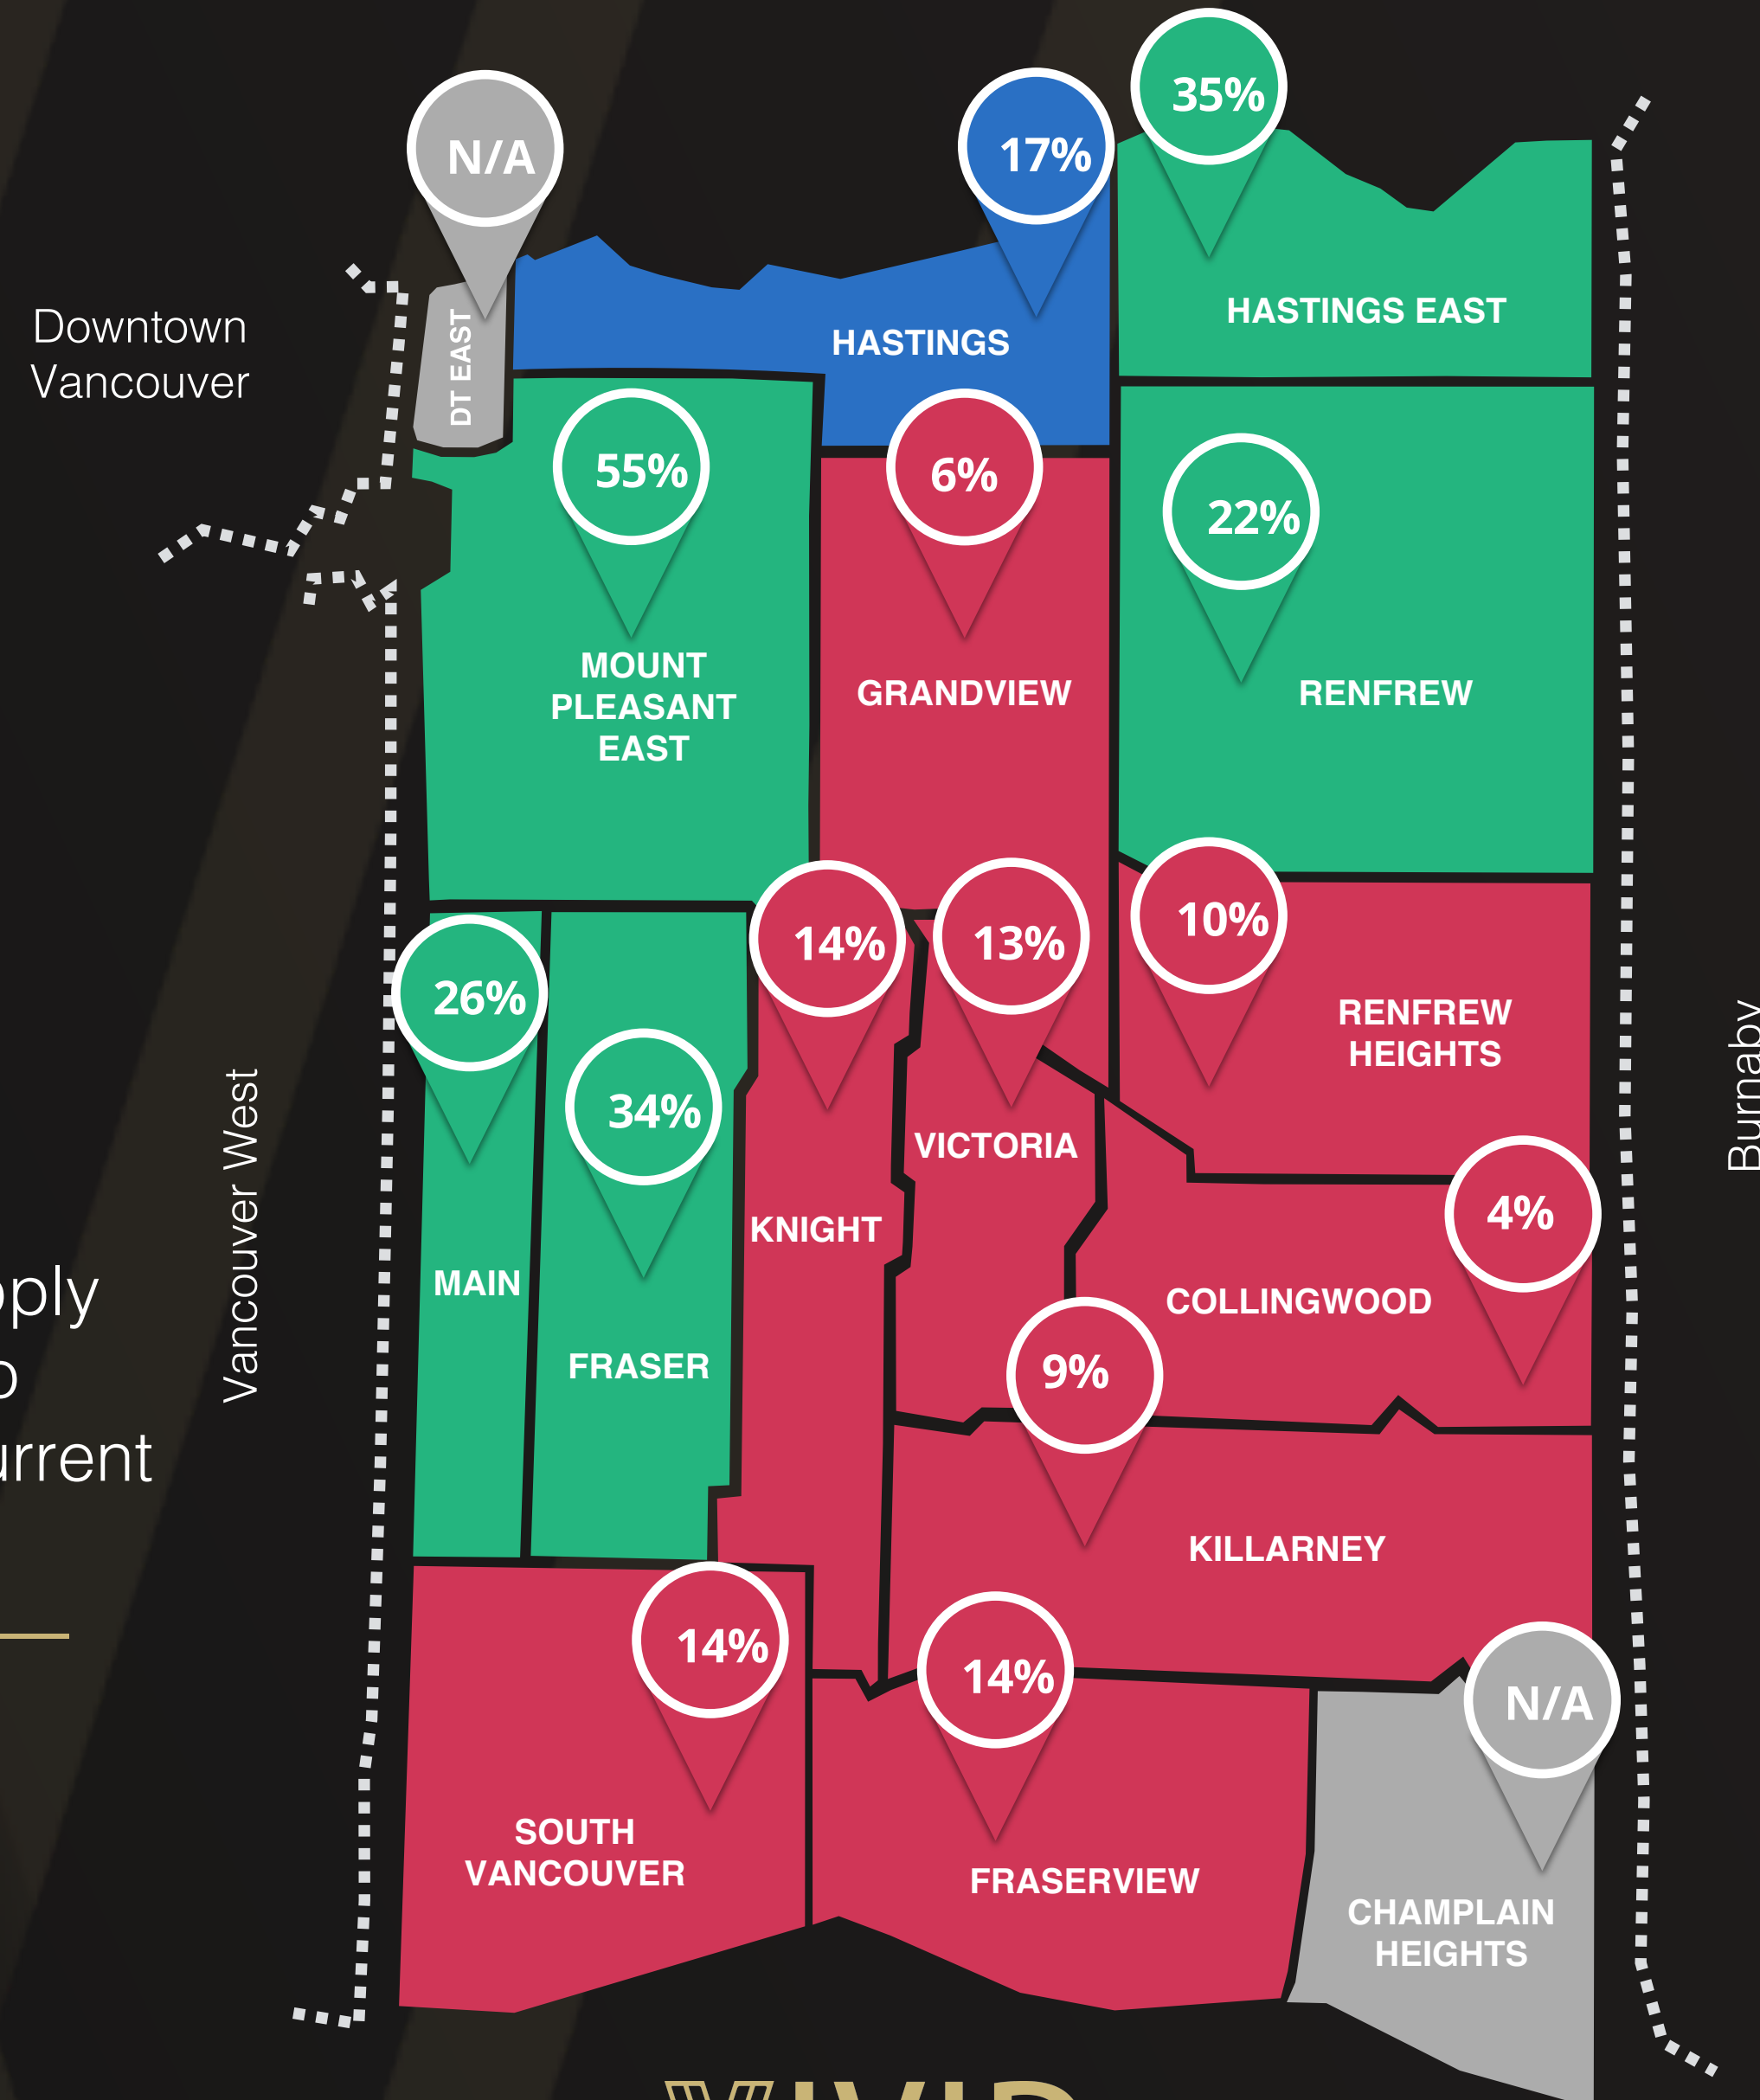 35%
N/A
17%
Downtown
Vancouver
DT EAST
HASTINGS
HASTINGS EAST
55%
6%
22%
MOUNT
PLEASANT
EAST
GRANDVIEW
RENFREW
26%
14%
13%
10%
34%
RENFREW
HEIGHTS
Burnaby
Vancouver West
VICTORIA
KNIGHT
4%
MAIN
COLLINGWOOD
FRASER
9%
KILLARNEY
14%
14%
N/A
SOUTH
VANCOUVER
FRASERVIEW
CHAMPLAIN
HEIGHTS